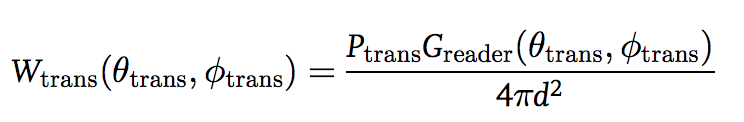 W_trans(θ_trans, ϕ_trans) = P_trans G_reader(θ_trans, ϕ_trans) / 4πd²